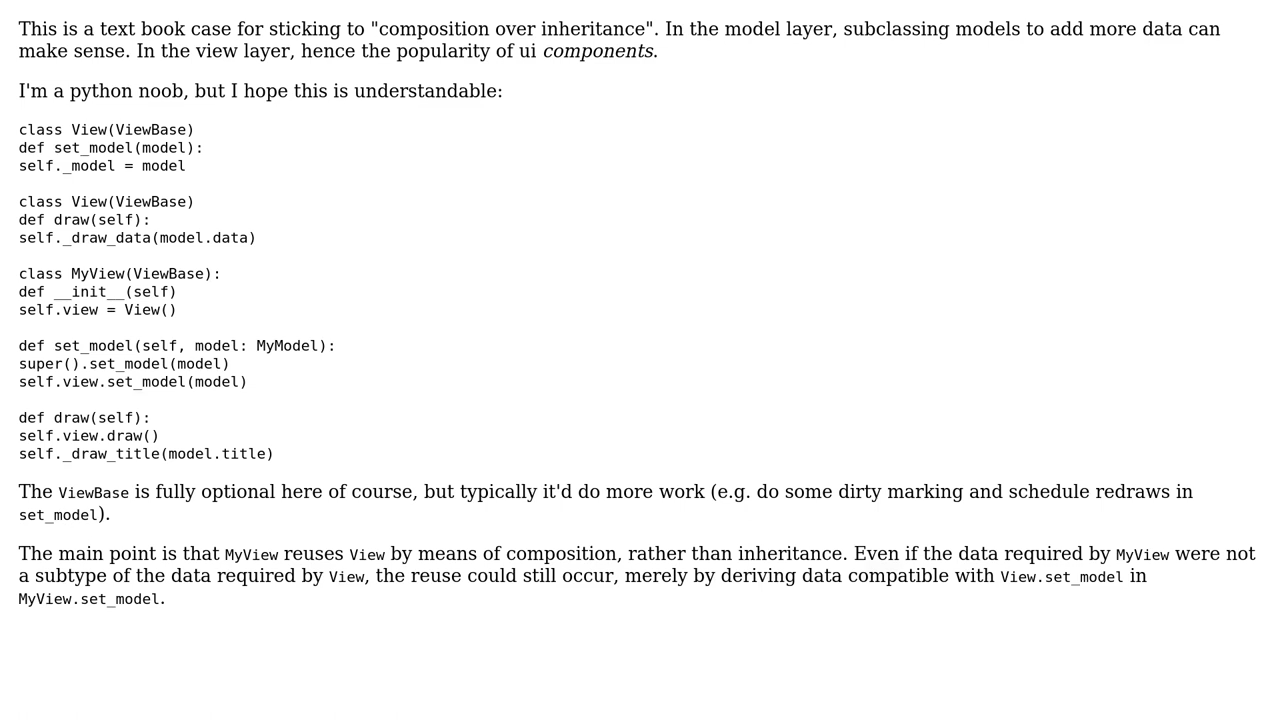 This is a text book case for sticking to "composition over inheritance". In the model layer, subclassing models to add more data can
make sense. In the view layer, hence the popularity of ui components.
I'm a python noob, but I hope this is understandable:
class View(ViewBase)
def set_model(model):
self._model = model
class View(ViewBase)
def draw(self):
self._draw_data(model.data)
class MyView(ViewBase):
def __init__(self)
self.view = View()
def set_model(self, model: MyModel):
super().set_model(model)
self.view.set_model(model)
def draw(self):
self.view.draw()
self._draw_title(model.title)
The ViewBase is fully optional here of course, but typically it'd do more work (e.g. do some dirty marking and schedule redraws in
set_model).
The main point is that MyView reuses View by means of composition, rather than inheritance. Even if the data required by MyView were not
a subtype of the data required by View, the reuse could still occur, merely by deriving data compatible with View.set_model in
MyView.set_model.